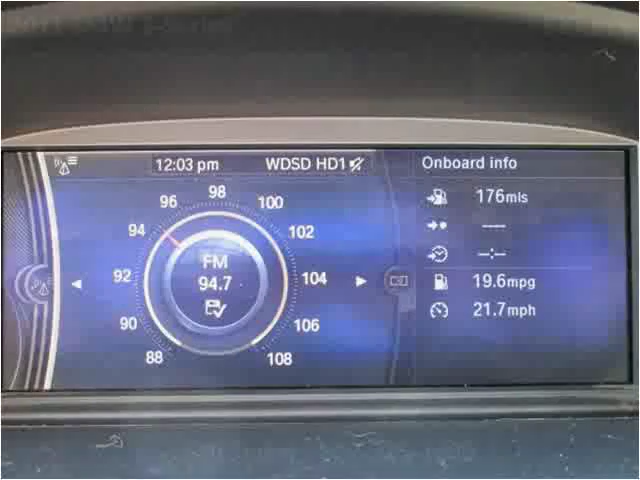 12:03 pm WDSD HD1 Onboard info
98
96 100
94 102
FM
92 94.7 104
90 106
88 108
176mls
---
--:--
19.6mpg
21.7mph